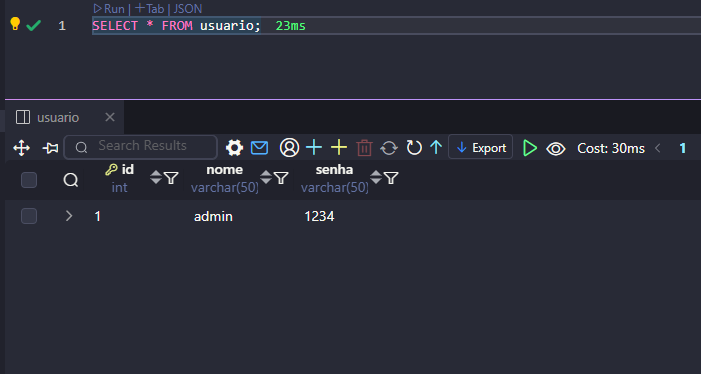 Run | +Tab | JSON
1 SELECT * FROM usuario; 23ms
usuario
Search Results Export Cost: 30ms 1
id nome senha
int varchar(50) varchar(50)
1 admin 1234